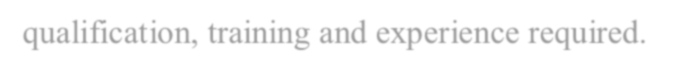 qualification, training and experience required.